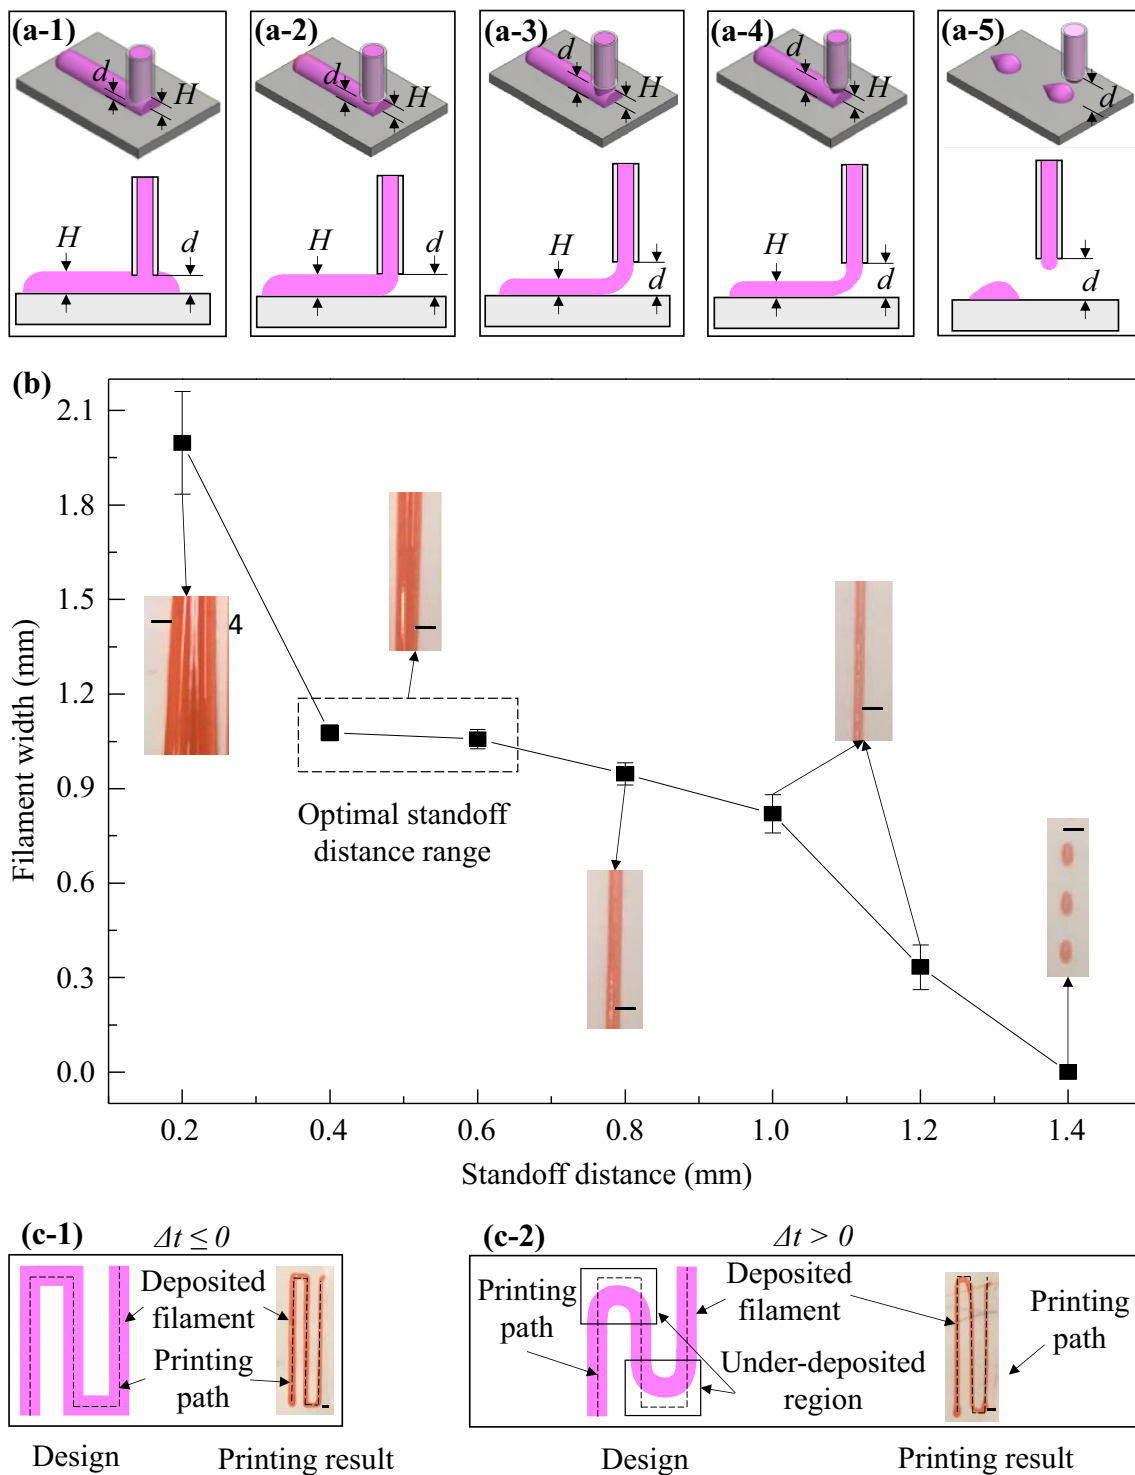 (a-1)
d
H
H
d
(a-2)
d
H
H
d
(a-3)
d
H
H
d
(a-4)
d
H
H
d
(a-5)
d
d
(b)
2.1
1.8
1.5
1.2
0.9
0.6
0.3
0.0
Filament width (mm)
4
Optimal standoff
distance range
0.2 0.4 0.6 0.8 1.0 1.2 1.4
Standoff distance (mm)
(c-1)
Δt ≤ 0
Deposited
filament
Printing
path
Design
Printing result
(c-2)
Δt > 0
Printing
path
Deposited
filament
Under-deposited
region
Printing
path
Design
Printing result